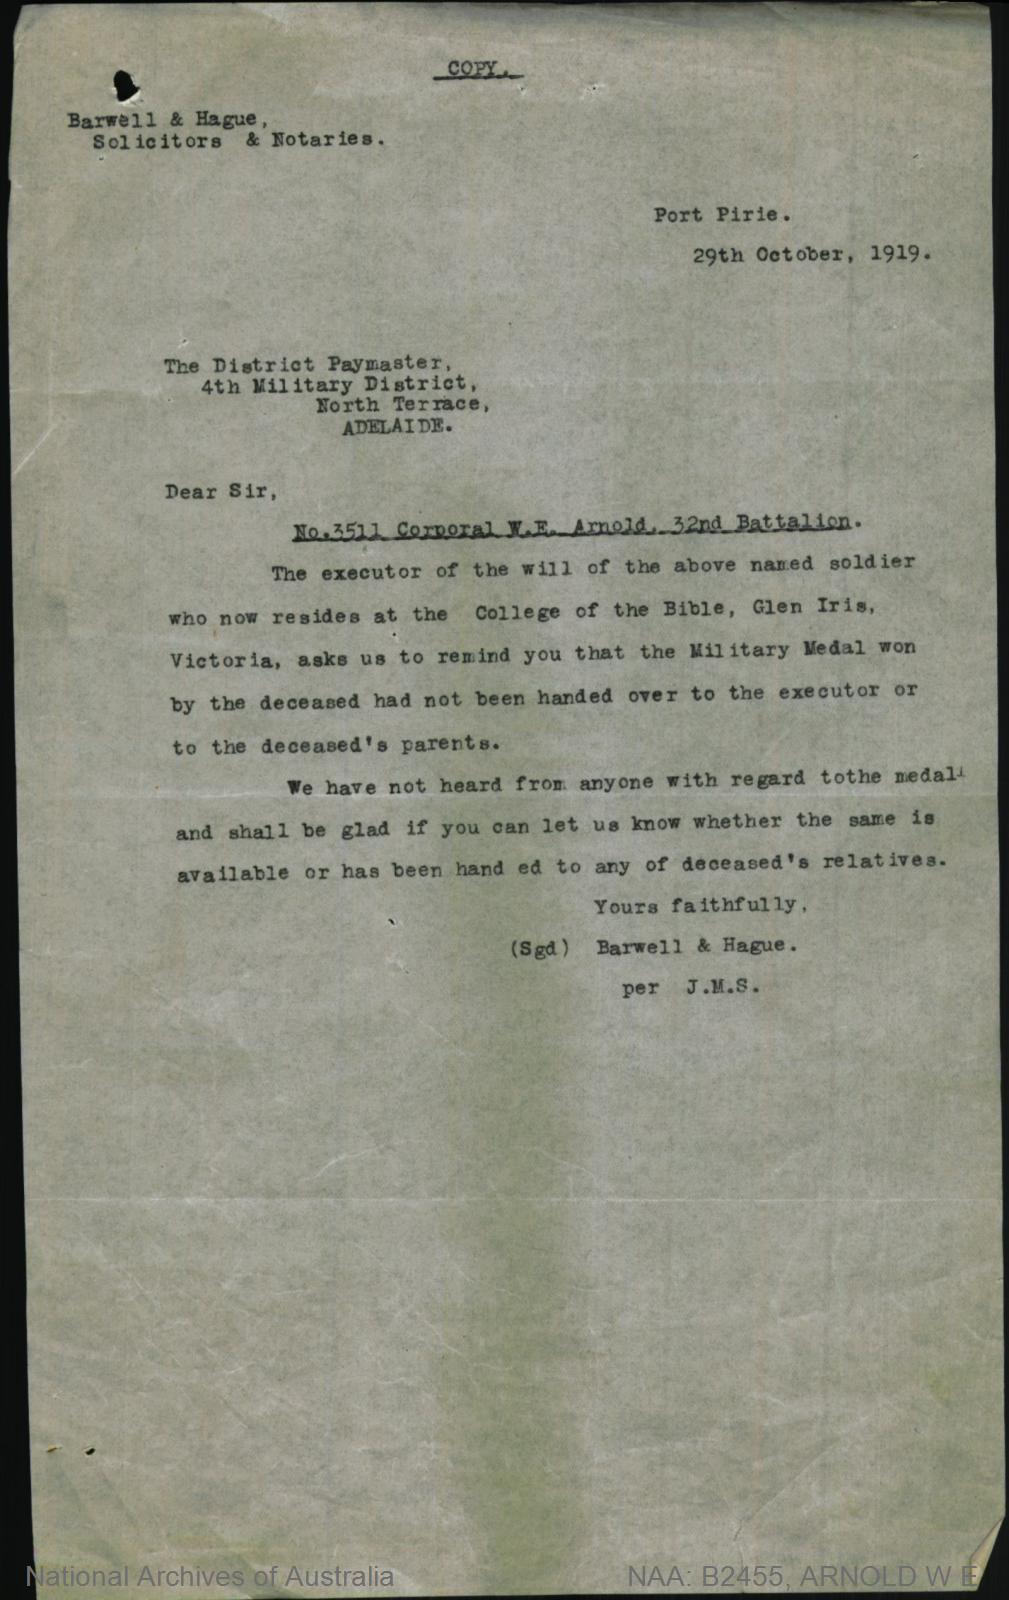 COPY.
Barwell & Hague,
Solicitors & Notaries.
Port Pirie.
29th October, 1919.
The District Paymaster,
4th Military District,
North Terrace,
ADELAIDE.
Dear Sir,
No.3511 Corporal W.E. Arnold, 32nd Battalion.
The executor of the will of the above named soldier
who now resides at the College of the Bible, Glen Iris,
Victoria, asks us to remind you that the Military Medal won
by the deceased had not been handed over to the executor or
to the deceased's parents.
We have not heard from anyone with regard tothe medal
and shall be glad if you can let us know whether the same is
available or has been hand ed to any of deceased's relatives.
Yours faithfully,
(Sgd) Barwell & Hague.
per J.M.S.
National Archives of Australia
NAA: B2455, ARNOLD W E